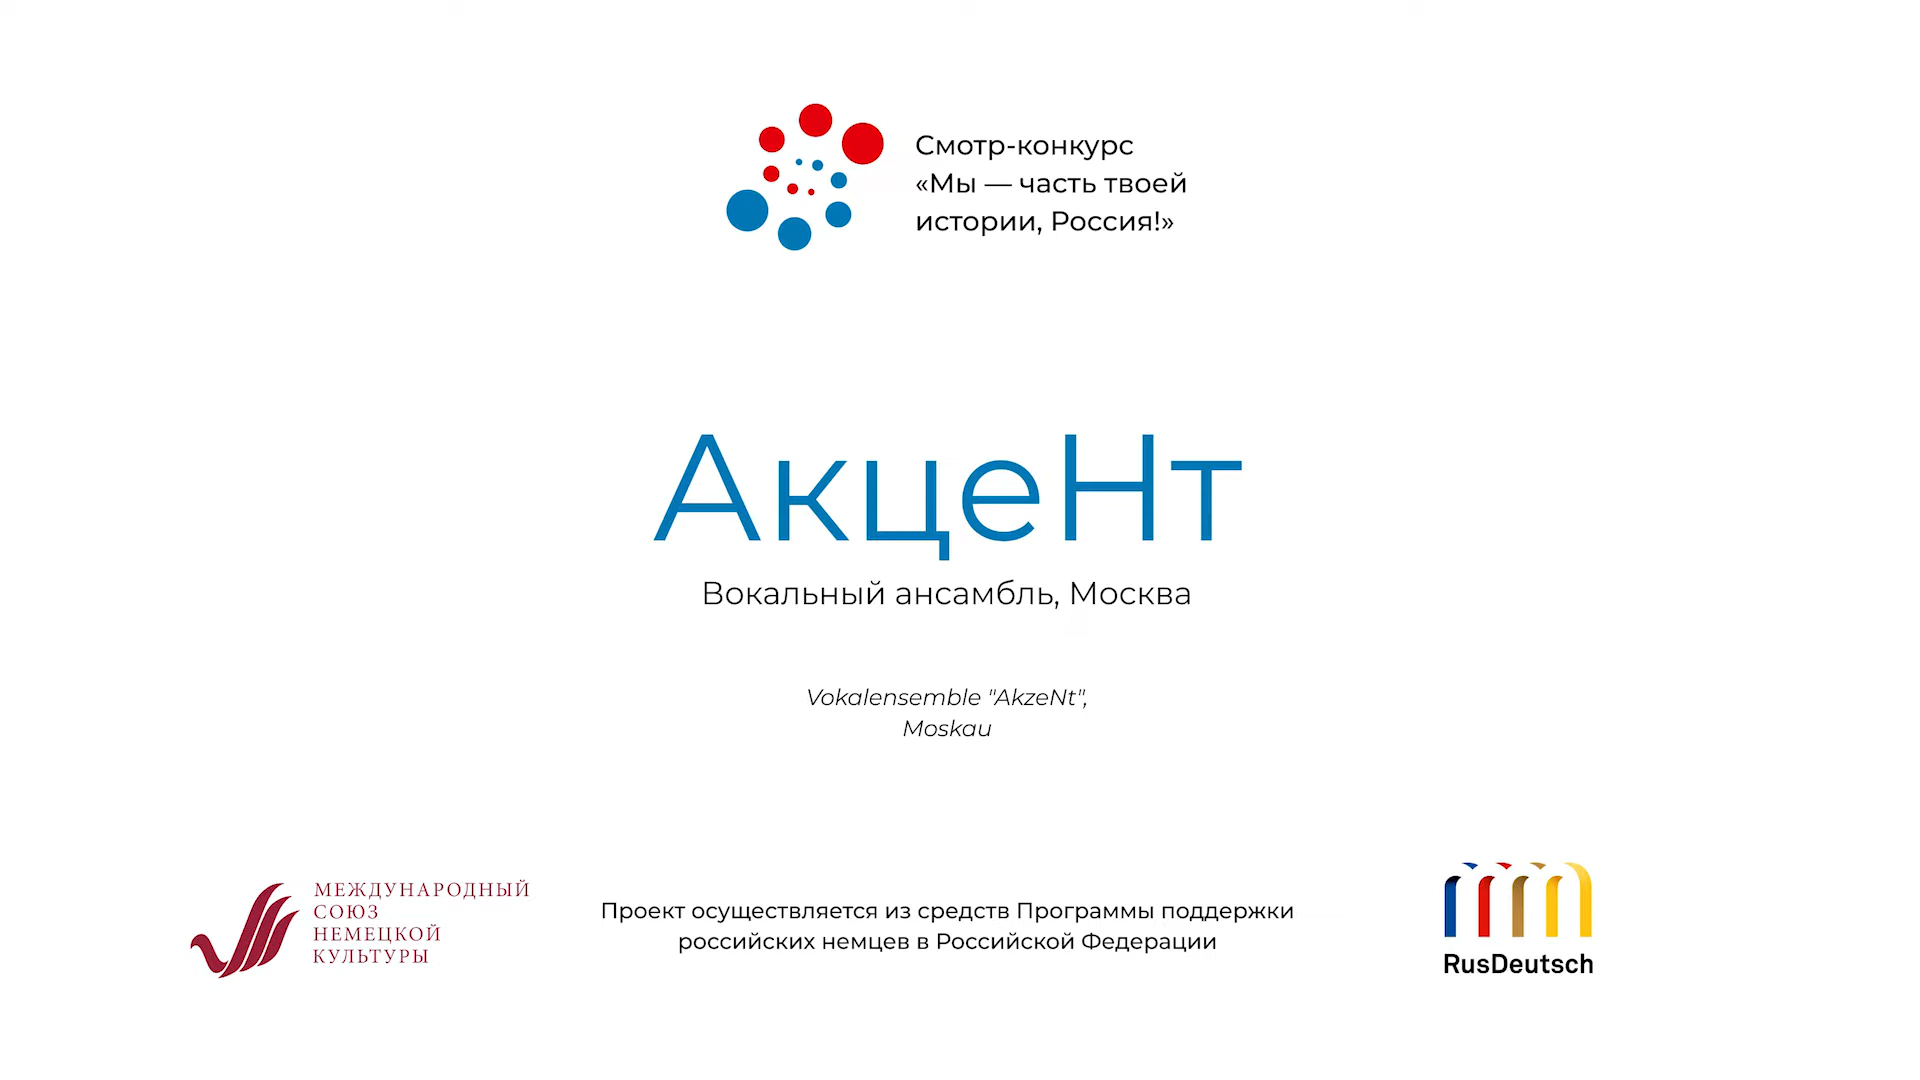 Смотр-конкурс
«Мы — часть твоей
истории, Россия!»
АкцеНт
Вокальный ансамбль, Москва
Vokalensemble "AkzeNt",
Moskau
МЕЖДУНАРОДНЫЙ
СОЮЗ
НЕМЕЦКОЙ
КУЛЬТУРЫ
Проект осуществляется из средств Программы поддержки
российских немцев в Российской Федерации
RusDeutsch